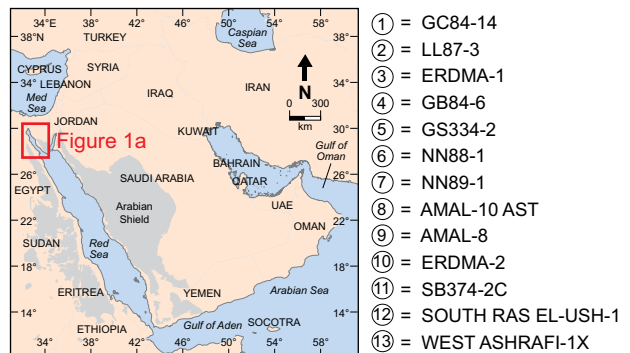 34°E 38° 42° 46° 50° 54° 58°
38°N TURKEY Caspian Sea 38°
CYPRUS SYRIA
34° LEBANON IRAQ IRAN N 34°
Med Sea
0 300
km
JORDAN
30° Figure 1a KUWAIT 30°
Gulf of Oman
BAHRAIN
26° SAUDI ARABIA QATAR 26°
EGYPT
Arabian Shield UAE
22° OMAN 22°
SUDAN Red Sea
18° 18°
ERITREA YEMEN Arabian Sea
14° 14°
Gulf of Aden SOCOTRA
ETHIOPIA
34° 38° 42° 46° 50° 54° 58°
1 = GC84-14
2 = LL87-3
3 = ERDMA-1
4 = GB84-6
5 = GS334-2
6 = NN88-1
7 = NN89-1
8 = AMAL-10 AST
9 = AMAL-8
10 = ERDMA-2
11 = SB374-2C
12 = SOUTH RAS EL-USH-1
13 = WEST ASHRAFI-1X